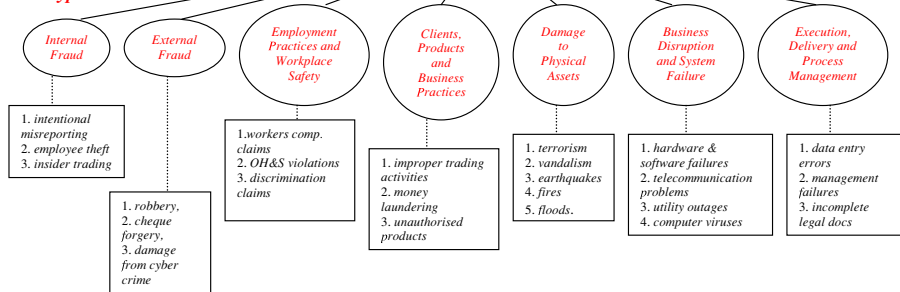 Internal
Fraud
External
Fraud
Employment
Practices and
Workplace
Safety
Clients,
Products
and
Business
Practices
Damage
to
Physical
Assets
Business
Disruption
and System
Failure
Execution,
Delivery and
Process
Management
1. intentional
misreporting
2. employee theft
3. insider trading
1. robbery,
2. cheque
forgery,
3. damage
from cyber
crime
1.workers comp.
claims
2. OH&S violations
3. discrimination
claims
1. improper trading
activities
2. money
laundering
3. unauthorised
products
1. terrorism
2. vandalism
3. earthquakes
4. fires
5. floods.
1. hardware &
software failures
2. telecommunication
problems
3. utility outages
4. computer viruses
1. data entry
errors
2. management
failures
3. incomplete
legal docs